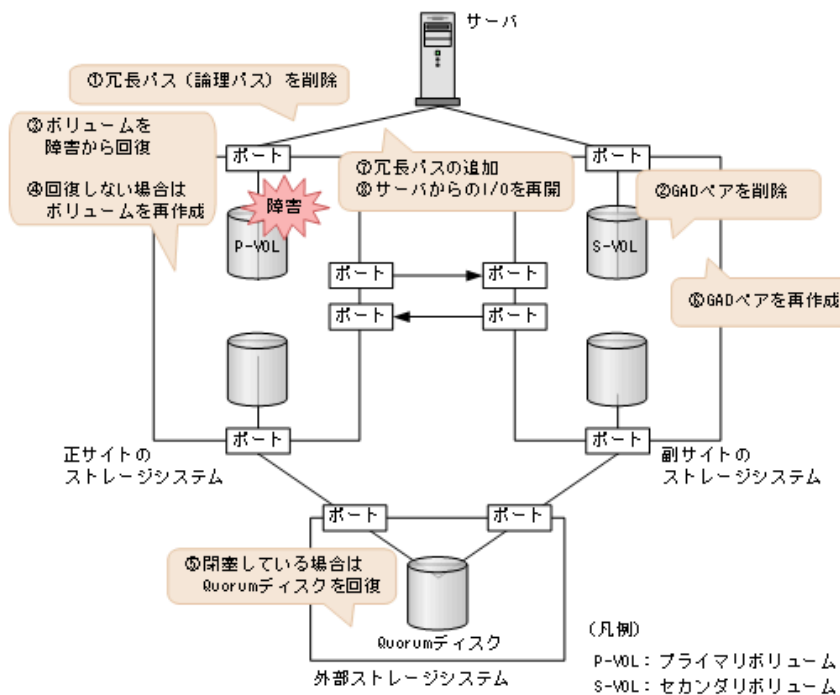 サーバ
①冗長パス（論理パス）を削除
③ボリュームを
障害から回復
④回復しない場合は
ボリュームを再作成
ポート
⑦冗長パスの追加
⑧サーバからのI/Oを再開
ポート
②GADペアを削除
障害
P-VOL
S-VOL
ポート
ポート
⑥GADペアを再作成
ポート
ポート
ポート
ポート
正サイトの
ストレージシステム
副サイトの
ストレージシステム
ポート
ポート
⑤閉塞している場合は
Quorumディスクを回復
Quorumディスク
外部ストレージシステム
(凡例)
P-VOL：プライマリボリューム
S-VOL：セカンダリボリューム